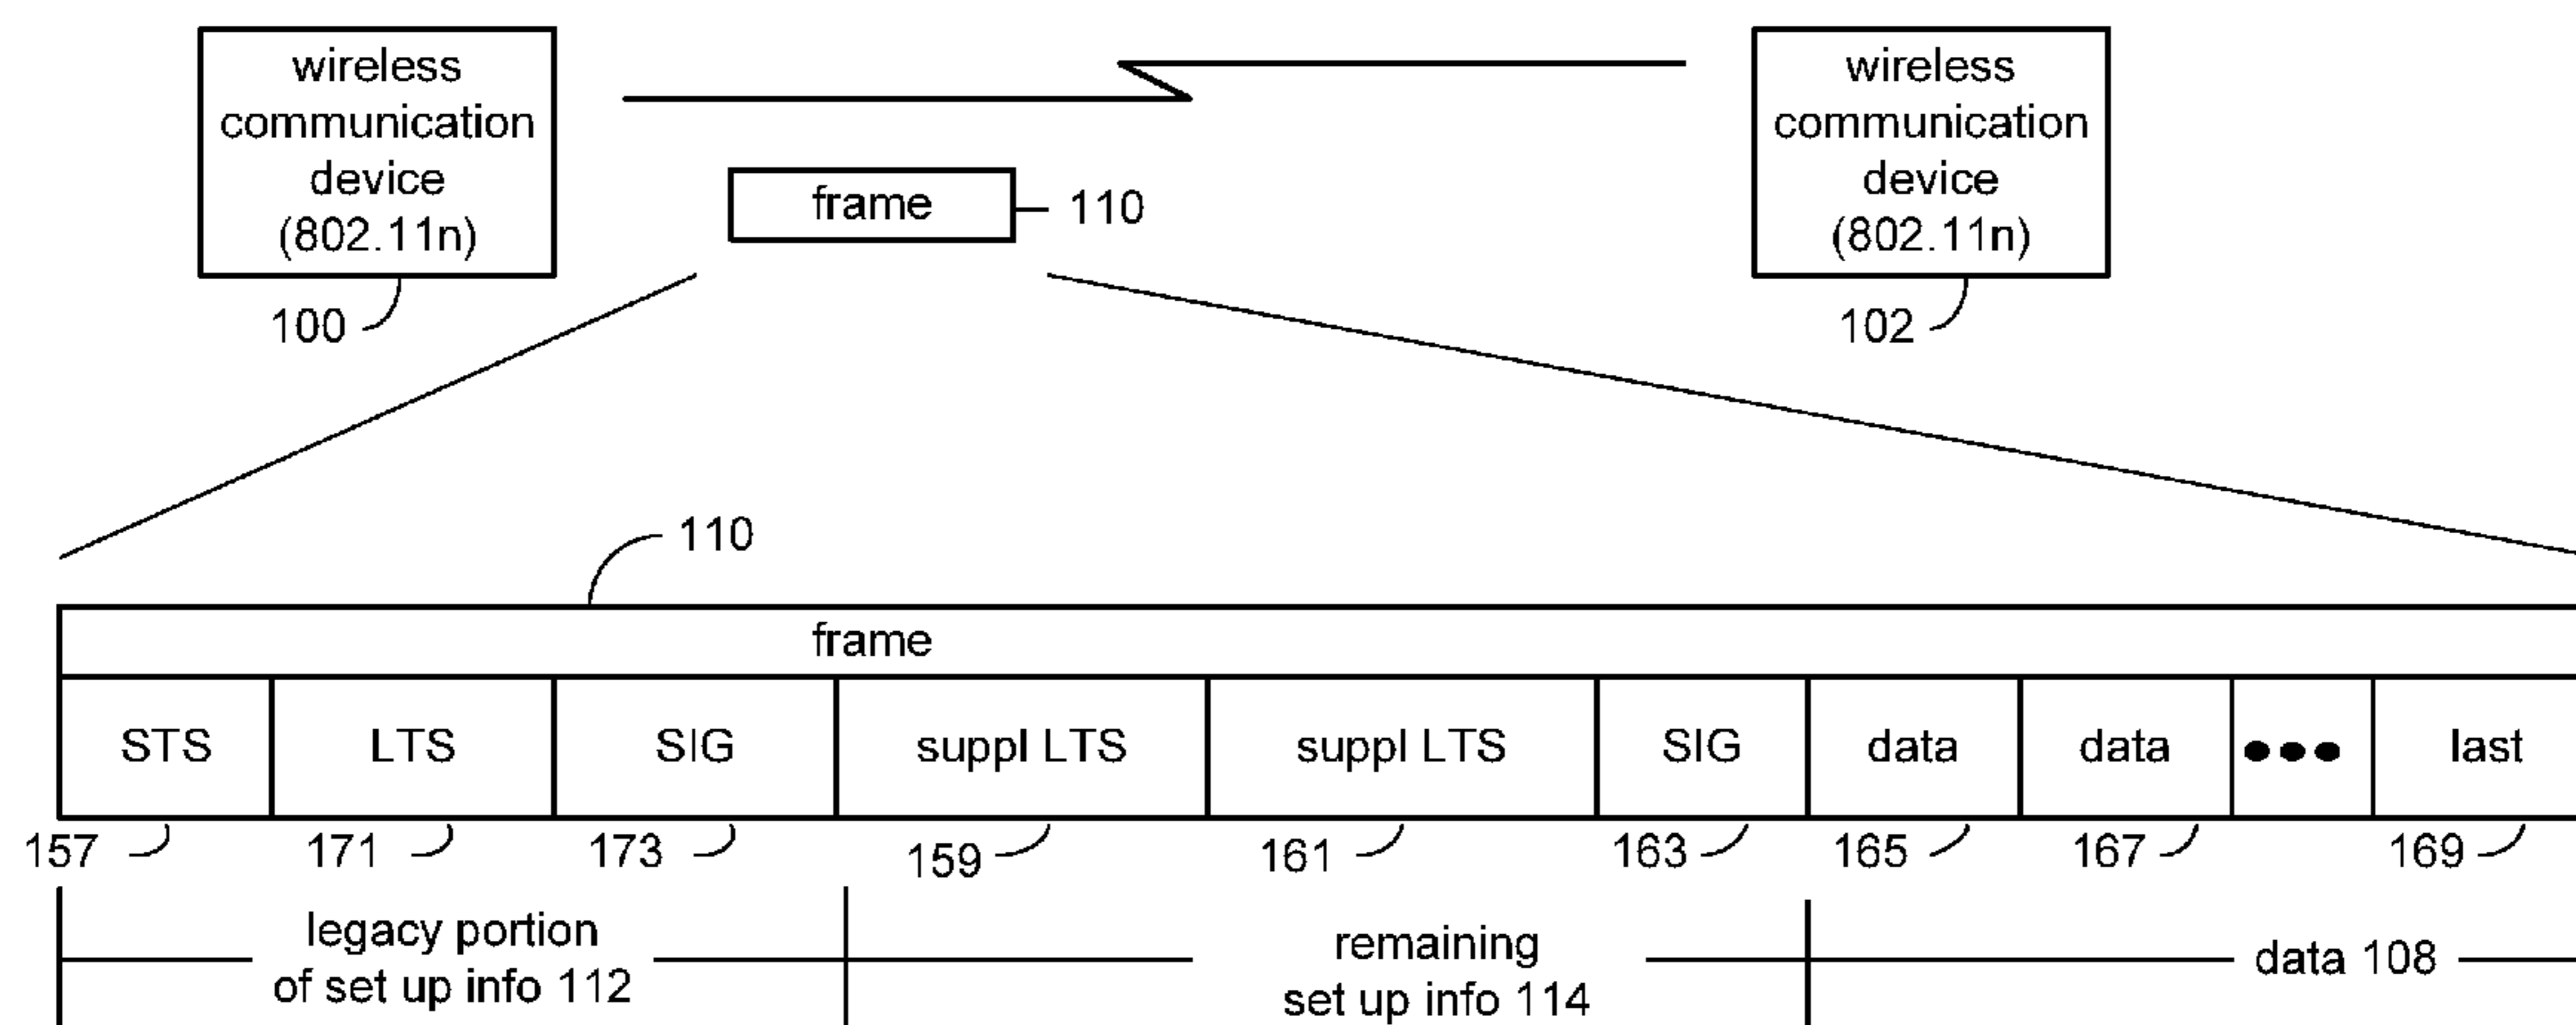 wireless
communication
device
(802.11n)
100
frame
110
wireless
communication
device
(802.11n)
102
110
frame
STS LTS SIG suppl LTS suppl LTS SIG data data ●●● last
157 171 173 159 161 163 165 167 169
legacy portion
of set up info 112
remaining
set up info 114
data 108